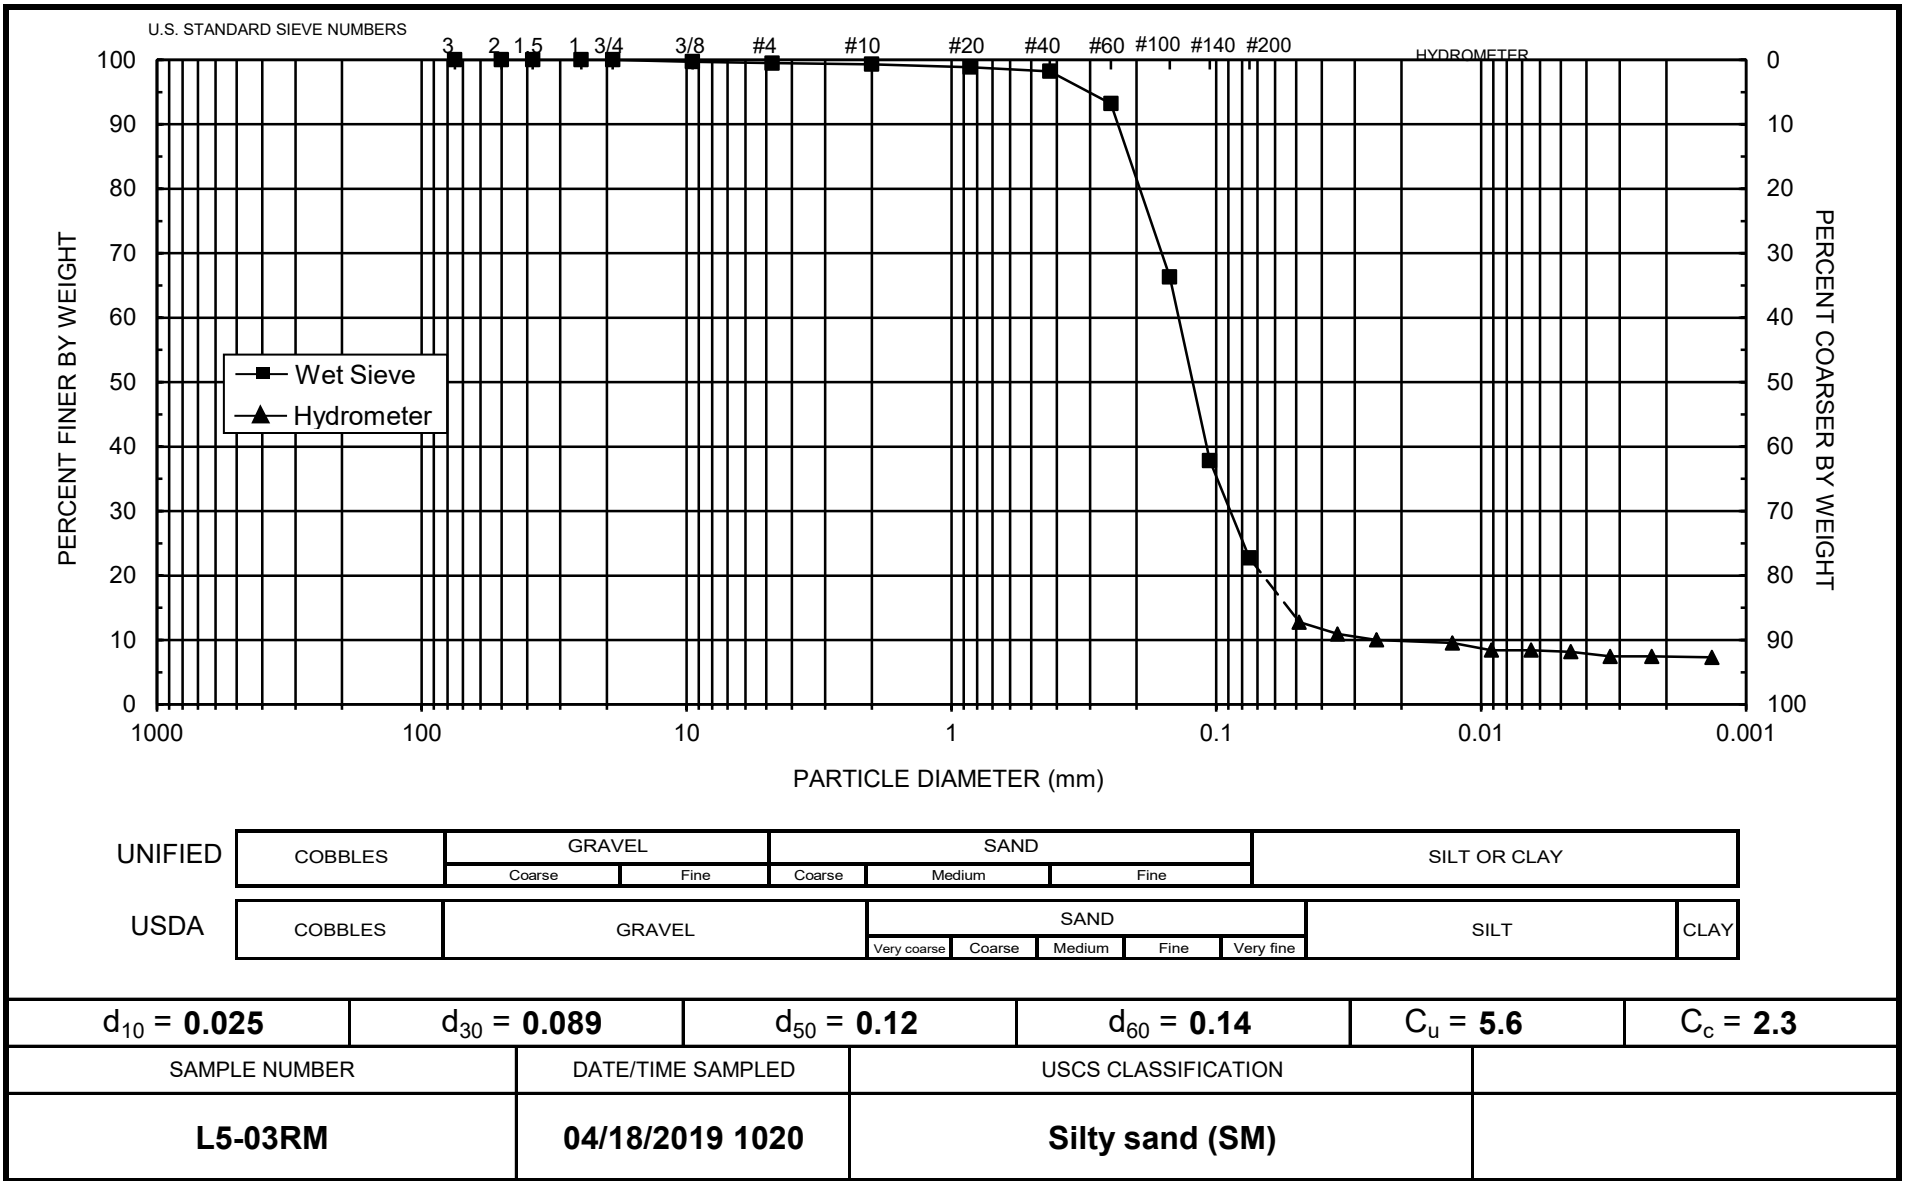 U.S. STANDARD SIEVE NUMBERS
3 2 1.5 1 3/4 3/8 #4 #10 #20 #40 #60 #100 #140 #200
HYDROMETER
100 0
90 10
80 20
70 30
60 40
50 50
40 60
30 70
20 80
10 90
0 100
PERCENT FINER BY WEIGHT
PERCENT COARSER BY WEIGHT
Wet Sieve
Hydrometer
1000 100 10 1 0.1 0.01 0.001
PARTICLE DIAMETER (mm)
UNIFIED
COBBLES GRAVEL SAND SILT OR CLAY
Coarse Fine Coarse Medium Fine
USDA
COBBLES GRAVEL SAND SILT CLAY
Very coarse Coarse Medium Fine Very fine
d10 = 0.025 d30 = 0.089 d50 = 0.12 d60 = 0.14 Cu = 5.6 Cc = 2.3
SAMPLE NUMBER DATE/TIME SAMPLED USCS CLASSIFICATION
L5-03RM 04/18/2019 1020 Silty sand (SM)